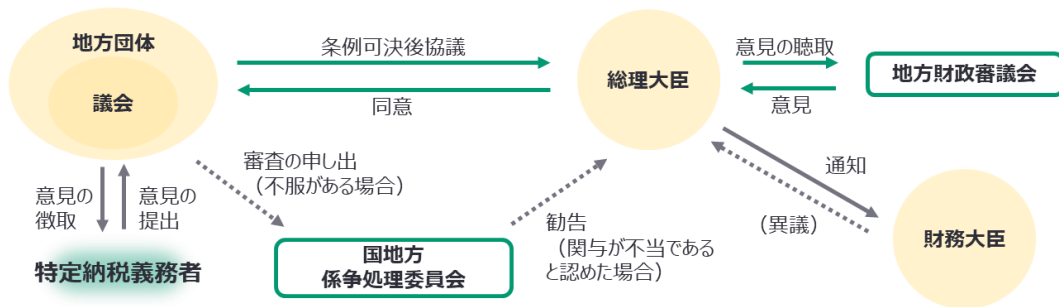 地方団体
議会
条例可決後協議
同意
総理大臣
意見の聴取
意見
地方財政審議会
意見の
徴取
意見の
提出
特定納税義務者
審査の申し出
（不服がある場合）
国地方
係争処理委員会
勧告
（関与が不当である
と認めた場合）
通知
（異議）
財務大臣